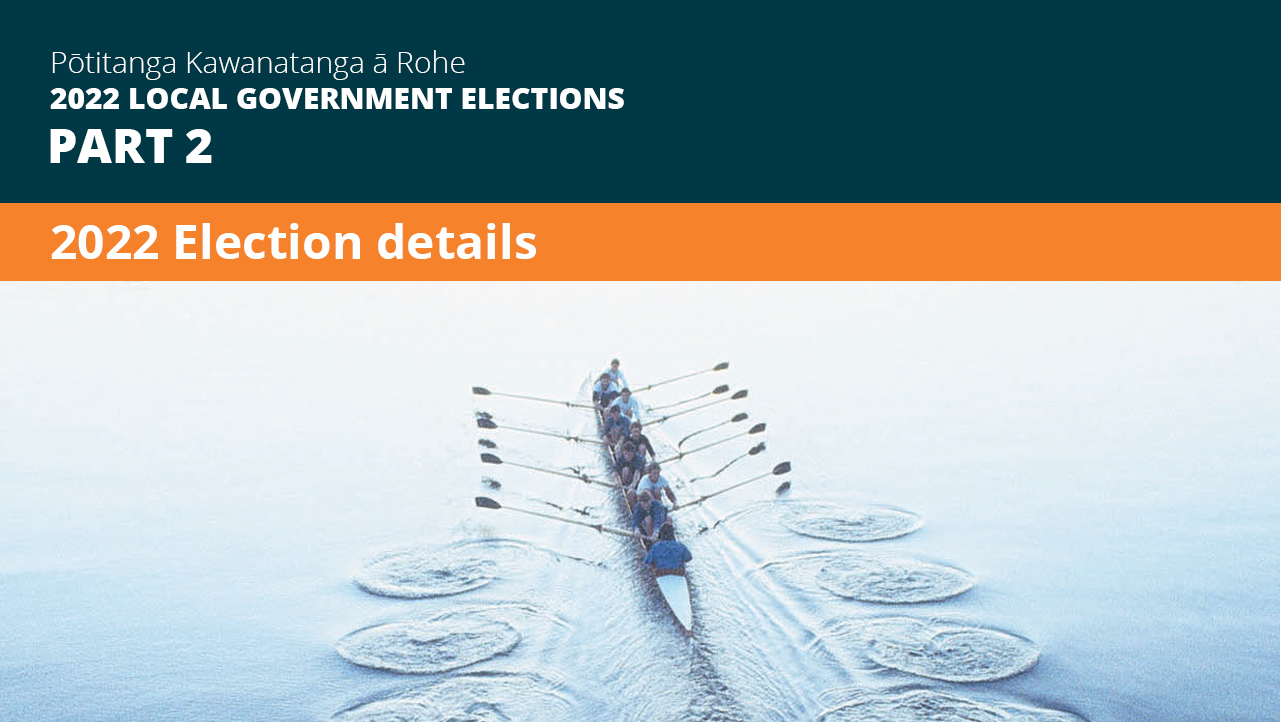 Pōtitanga Kawanatanga ā Rohe
2022 LOCAL GOVERNMENT ELECTIONS
PART 2
2022 Election details